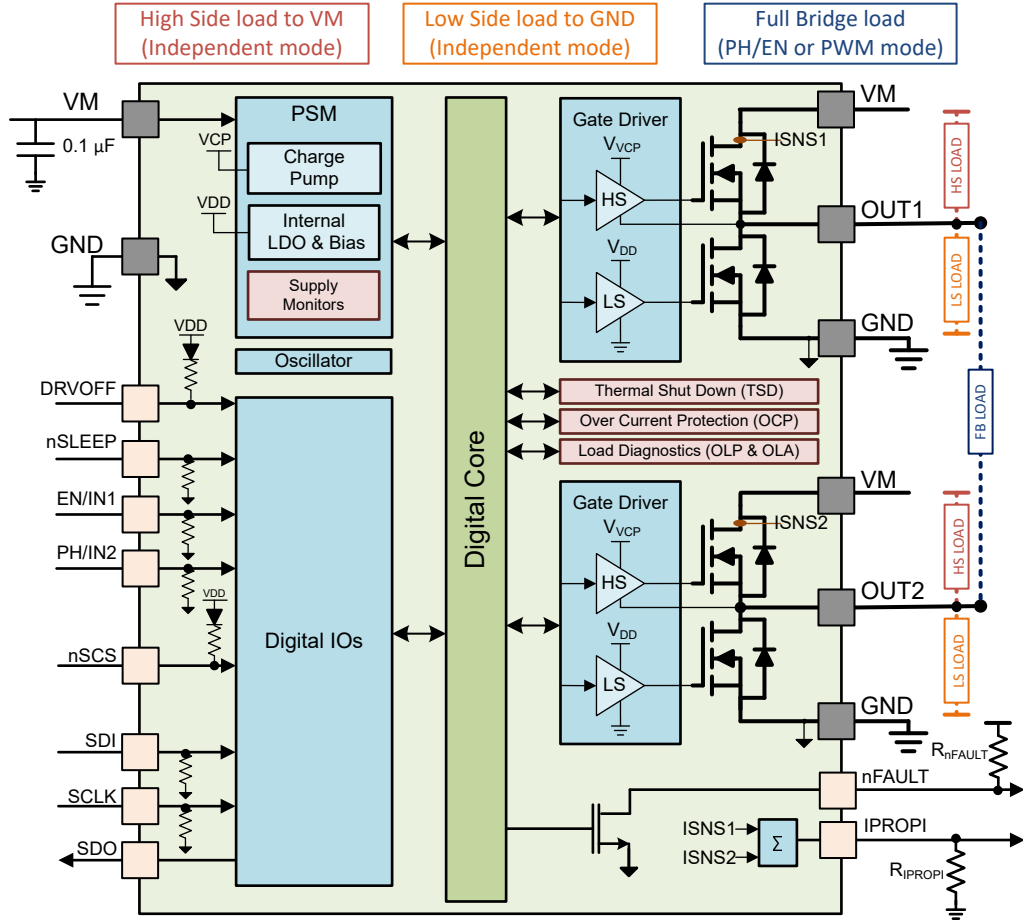 High Side load to VM
(Independent mode)
Low Side load to GND
(Independent mode)
Full Bridge load
(PH/EN or PWM mode)
VM
0.1 µF
GND
PSM
VCP
Charge
Pump
VDD
Internal
LDO & Bias
Supply
Monitors
Oscillator
VDD
DRVOFF
nSLEEP
EN/IN1
PH/IN2
VDD
nSCS
SDI
SCLK
SDO
Digital IOs
Digital Core
Gate Driver
VVCP
HS
VDD
LS
ISNS1
VM
OUT1
GND
HS LOAD
LS LOAD
FB LOAD
Thermal Shut Down (TSD)
Over Current Protection (OCP)
Load Diagnostics (OLP & OLA)
Gate Driver
VVCP
HS
VDD
LS
ISNS2
VM
OUT2
GND
HS LOAD
LS LOAD
RnFAULT
nFAULT
ISNS1
ISNS2
Σ
IPROPI
RIPROPI